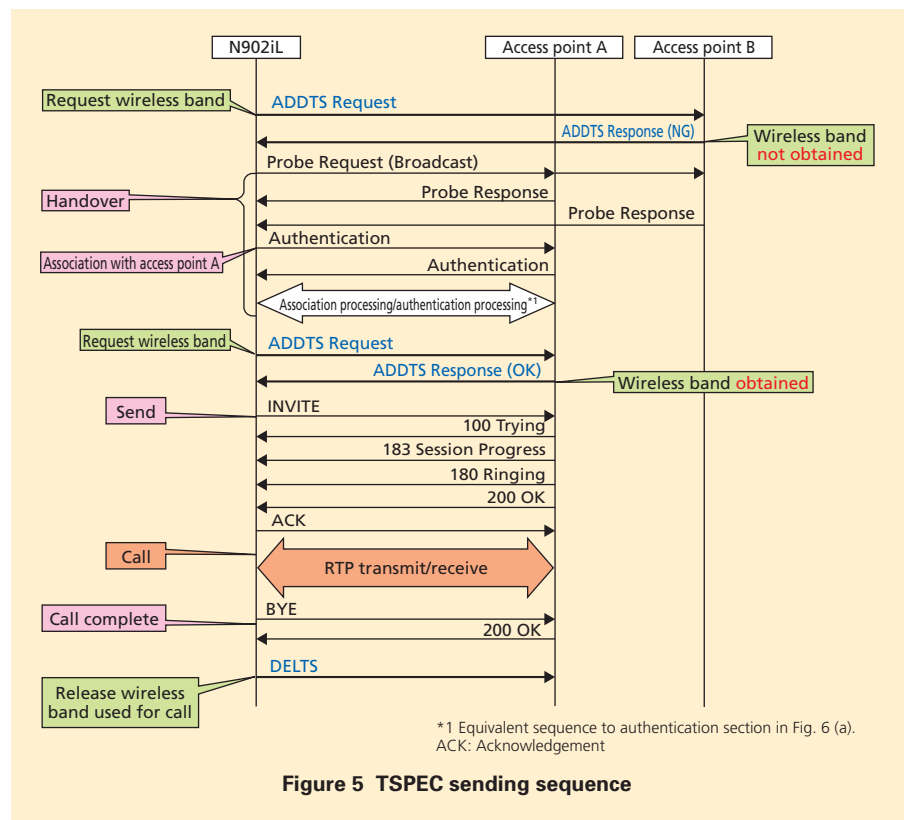 N902iL
Access point A
Access point B
Request wireless band
ADDTS Request
ADDTS Response (NG)
Wireless band
not obtained
Probe Request (Broadcast)
Probe Response
Handover
Probe Response
Authentication
Association with access point A
Authentication
Association processing/authentication processing*1
Request wireless band
ADDTS Request
ADDTS Response (OK)
Wireless band obtained
Send
INVITE
100 Trying
183 Session Progress
180 Ringing
200 OK
ACK
Call
RTP transmit/receive
BYE
Call complete
200 OK
DELTS
Release wireless
band used for call
*1 Equivalent sequence to authentication section in Fig. 6 (a).
ACK: Acknowledgement
Figure 5 TSPEC sending sequence